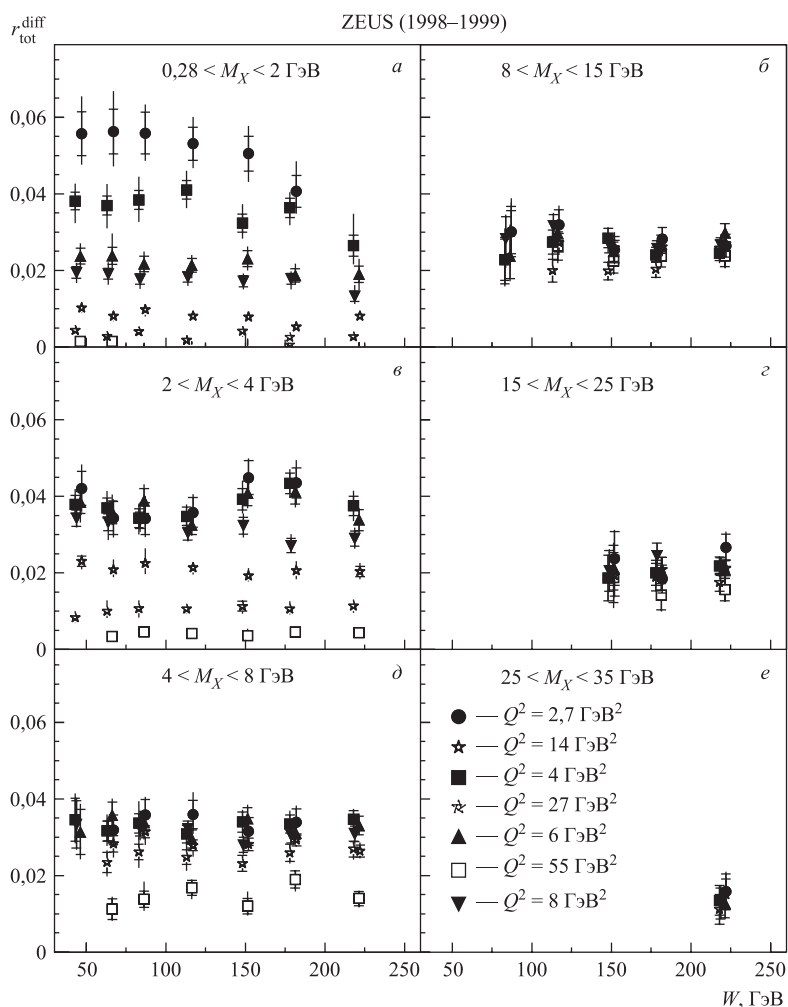 ZEUS (1998–1999)
r_tot^diff
0,28 < M_X < 2 ГэВ а
8 < M_X < 15 ГэВ б
0,06
0,04
0,02
0
2 < M_X < 4 ГэВ в
15 < M_X < 25 ГэВ г
0,06
0,04
0,02
0
4 < M_X < 8 ГэВ д
25 < M_X < 35 ГэВ е
0,06
0,04
0,02
0
— Q² = 2,7 ГэВ²
— Q² = 14 ГэВ²
— Q² = 4 ГэВ²
— Q² = 27 ГэВ²
— Q² = 6 ГэВ²
— Q² = 55 ГэВ²
— Q² = 8 ГэВ²
50 100 150 200 250 50 100 150 200 250
W, ГэВ